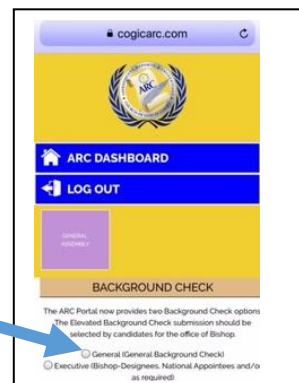 cogicarc.com
ARC
ARC DASHBOARD
LOG OUT
GENERAL
ASSEMBLY
BACKGROUND CHECK
The ARC Portal now provides two Background Check options
The Elevated Background Check submission should be
selected by candidates for the office of Bishop.
General (General Background Check)
Executive (Bishop-Designees, National Appointees and/o
as required)